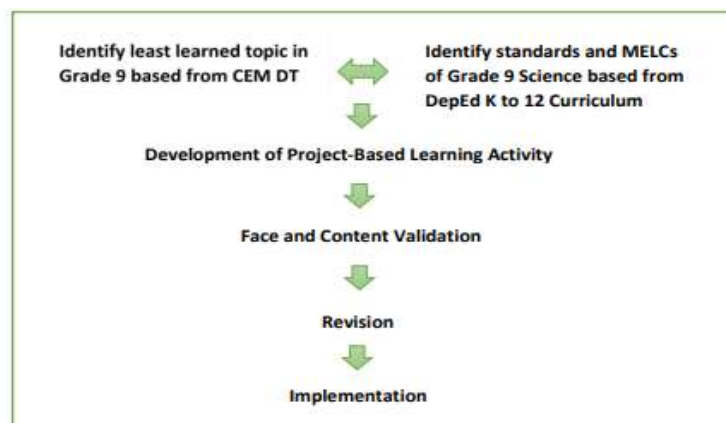 Identify least learned topic in
Grade 9 based from CEM DT
Identify standards and MELCs
of Grade 9 Science based from
DepEd K to 12 Curriculum
Development of Project-Based Learning Activity
Face and Content Validation
Revision
Implementation